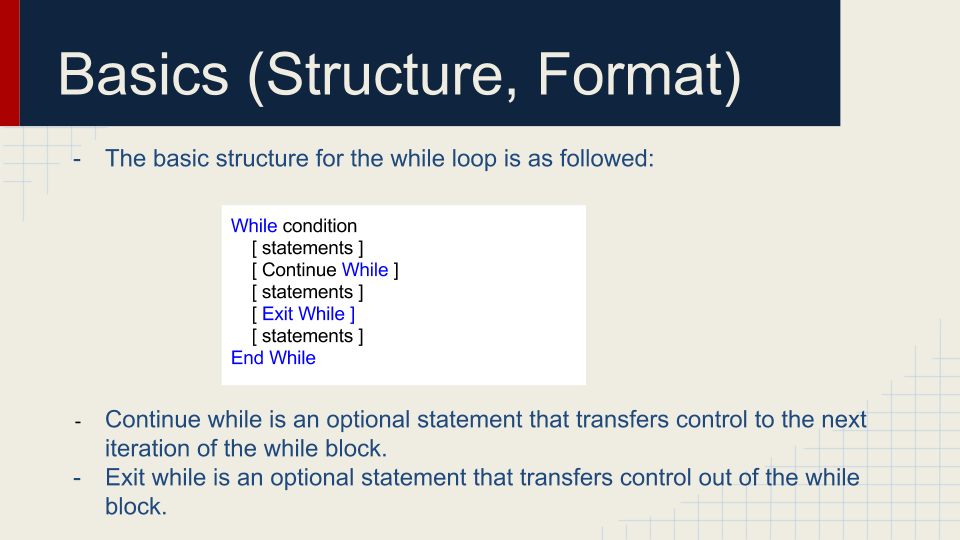 Basics (Structure, Format)
- The basic structure for the while loop is as followed:
While condition
[ statements ]
[ Continue While ]
[ statements ]
[ Exit While ]
[ statements ]
End While
- Continue while is an optional statement that transfers control to the next
iteration of the while block.
- Exit while is an optional statement that transfers control out of the while
block.